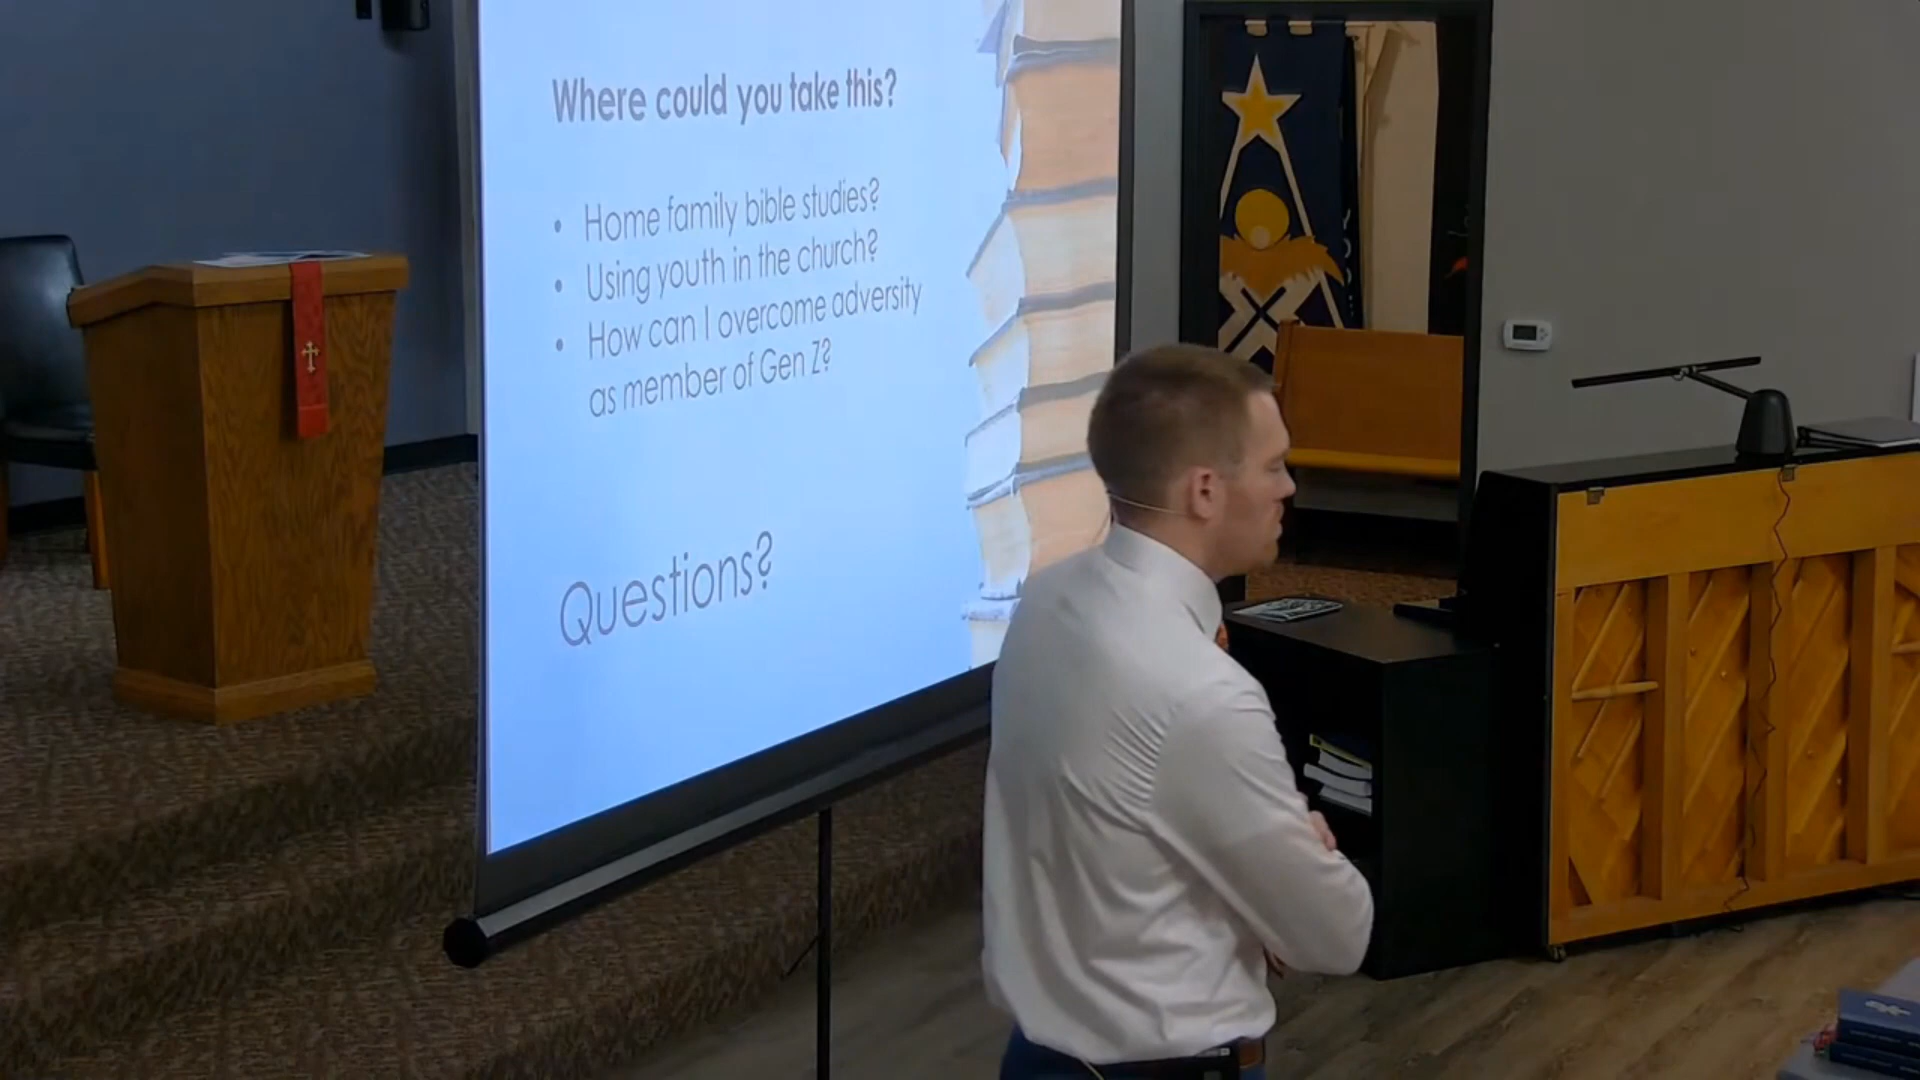 Where could you take this?
• Home family bible studies?
• Using youth in the church?
• How can I overcome adversity
as member of Gen Z?
Questions?